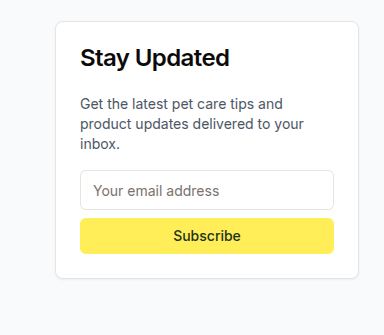 Stay Updated
Get the latest pet care tips and
product updates delivered to your
inbox.
Your email address
Subscribe